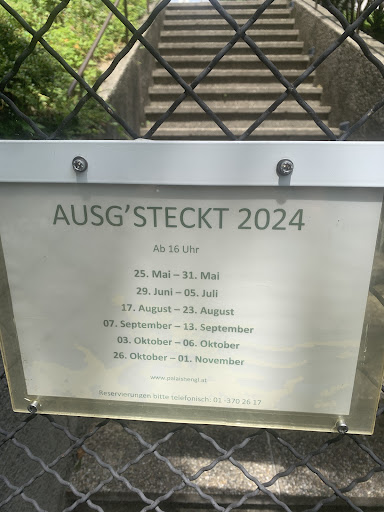 AUSG'STECKT 2024
Ab 16 Uhr
25. Mai – 31. Mai
29. Juni – 05. Juli
17. August – 23. August
07. September – 13. September
03. Oktober – 06. Oktober
26. Oktober – 01. November
www.palaistengl.at
Reservierungen bitte telefonisch: 01 -370 26 17